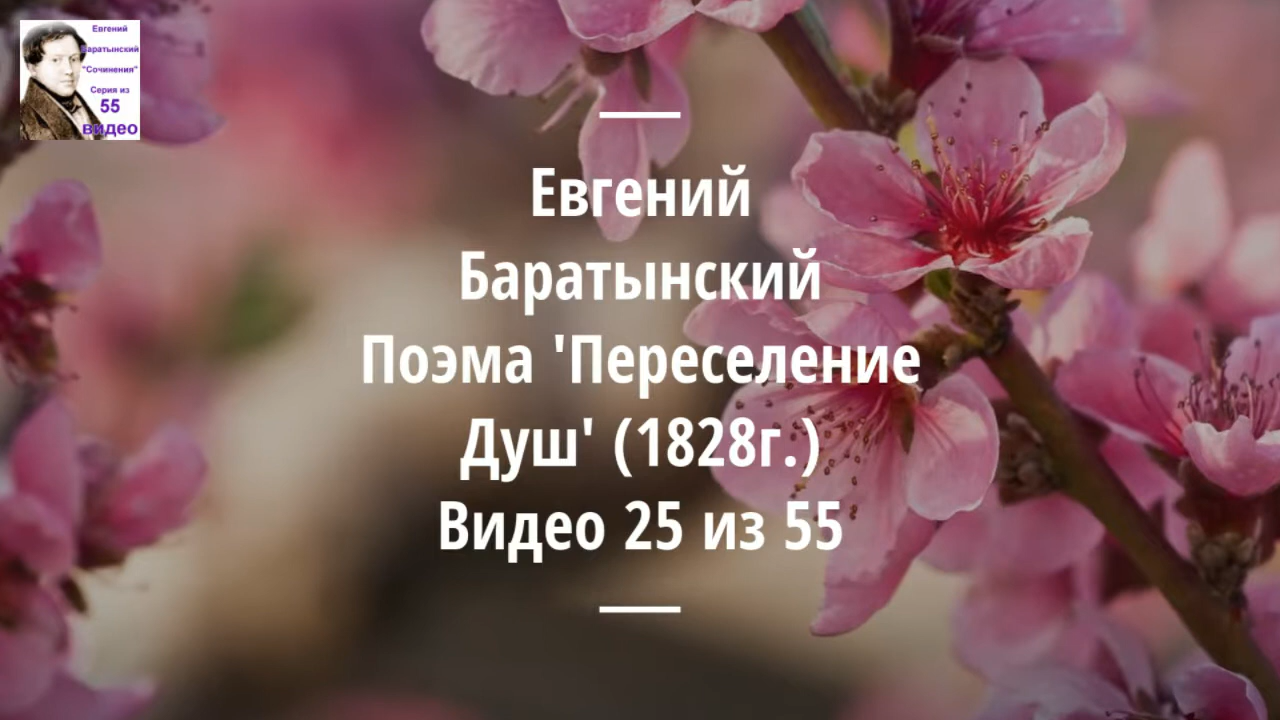 Евгений
Баратынский
"Сочинения"
Серия из
55
видео
Евгений
Баратынский
Поэма 'Переселение
Душ' (1828г.)
Видео 25 из 55